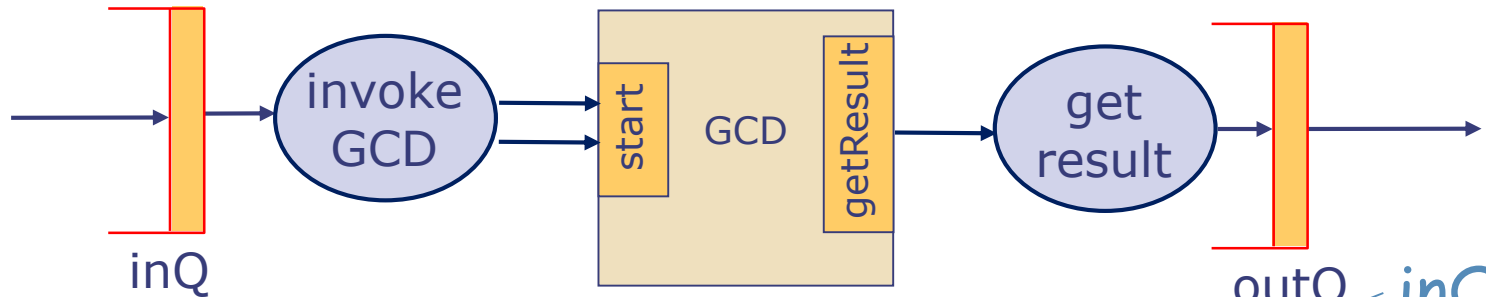 invoke
GCD
start
GCD
getResult
get
result
inQ
outQ